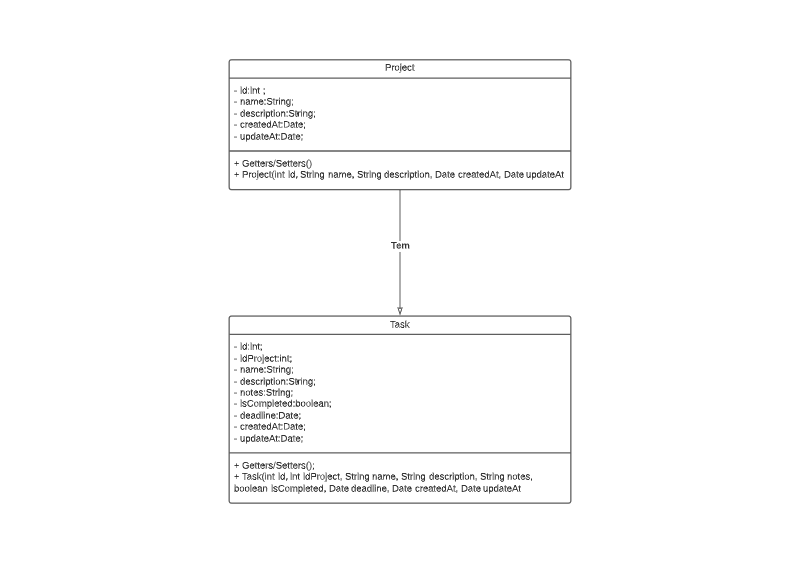 Project
- id:int ;
- name:String;
- description:String;
- createdAt:Date;
- updateAt:Date;
+ Getters/Setters()
+ Project(int id, String name, String description, Date createdAt, Date updateAt
Tem
Task
- id:int;
- idProject:int;
- name:String;
- description:String;
- notes:String;
- isCompleted:boolean;
- deadline:Date;
- createdAt:Date;
- updateAt:Date;
+ Getters/Setters();
+ Task(int id, int idProject, String name, String description, String notes,
boolean isCompleted, Date deadline, Date createdAt, Date updateAt